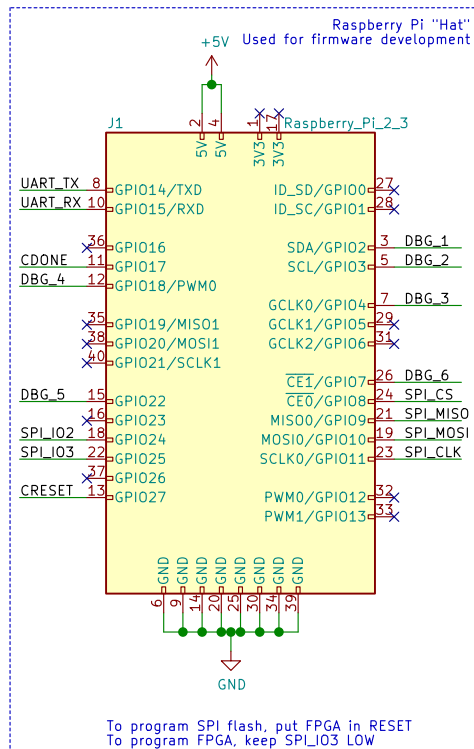 Raspberry Pi "Hat"
Used for firmware development
+5V
J1
Raspberry_Pi_2_3
2 4 1 17
5V 5V 3V3 3V3
UART_TX 8 GPIO14/TXD ID_SD/GPIO0 27
UART_RX 10 GPIO15/RXD ID_SC/GPIO1 28
36 GPIO16 SDA/GPIO2 3 DBG_1
CDONE 11 GPIO17 SCL/GPIO3 5 DBG_2
DBG_4 12 GPIO18/PWM0
GCLK0/GPIO4 7 DBG_3
35 GPIO19/MISO1 GCLK1/GPIO5 29
38 GPIO20/MOSI1 GCLK2/GPIO6 31
40 GPIO21/SCLK1
CE1/GPIO7 26 DBG_6
DBG_5 15 GPIO22 CE0/GPIO8 24 SPI_CS
16 GPIO23 MISO0/GPIO9 21 SPI_MISO
SPI_IO2 18 GPIO24 MOSI0/GPIO10 19 SPI_MOSI
SPI_IO3 22 GPIO25 SCLK0/GPIO11 23 SPI_CLK
37 GPIO26
CRESET 13 GPIO27 PWM0/GPIO12 32
PWM1/GPIO13 33
GND GND GND GND GND GND GND GND
6 9 14 20 25 30 34 39
GND
To program SPI flash, put FPGA in RESET
To program FPGA, keep SPI_IO3 LOW